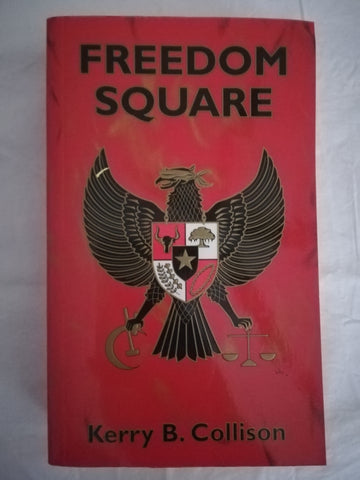 FREEDOM
SQUARE
Kerry B. Collison